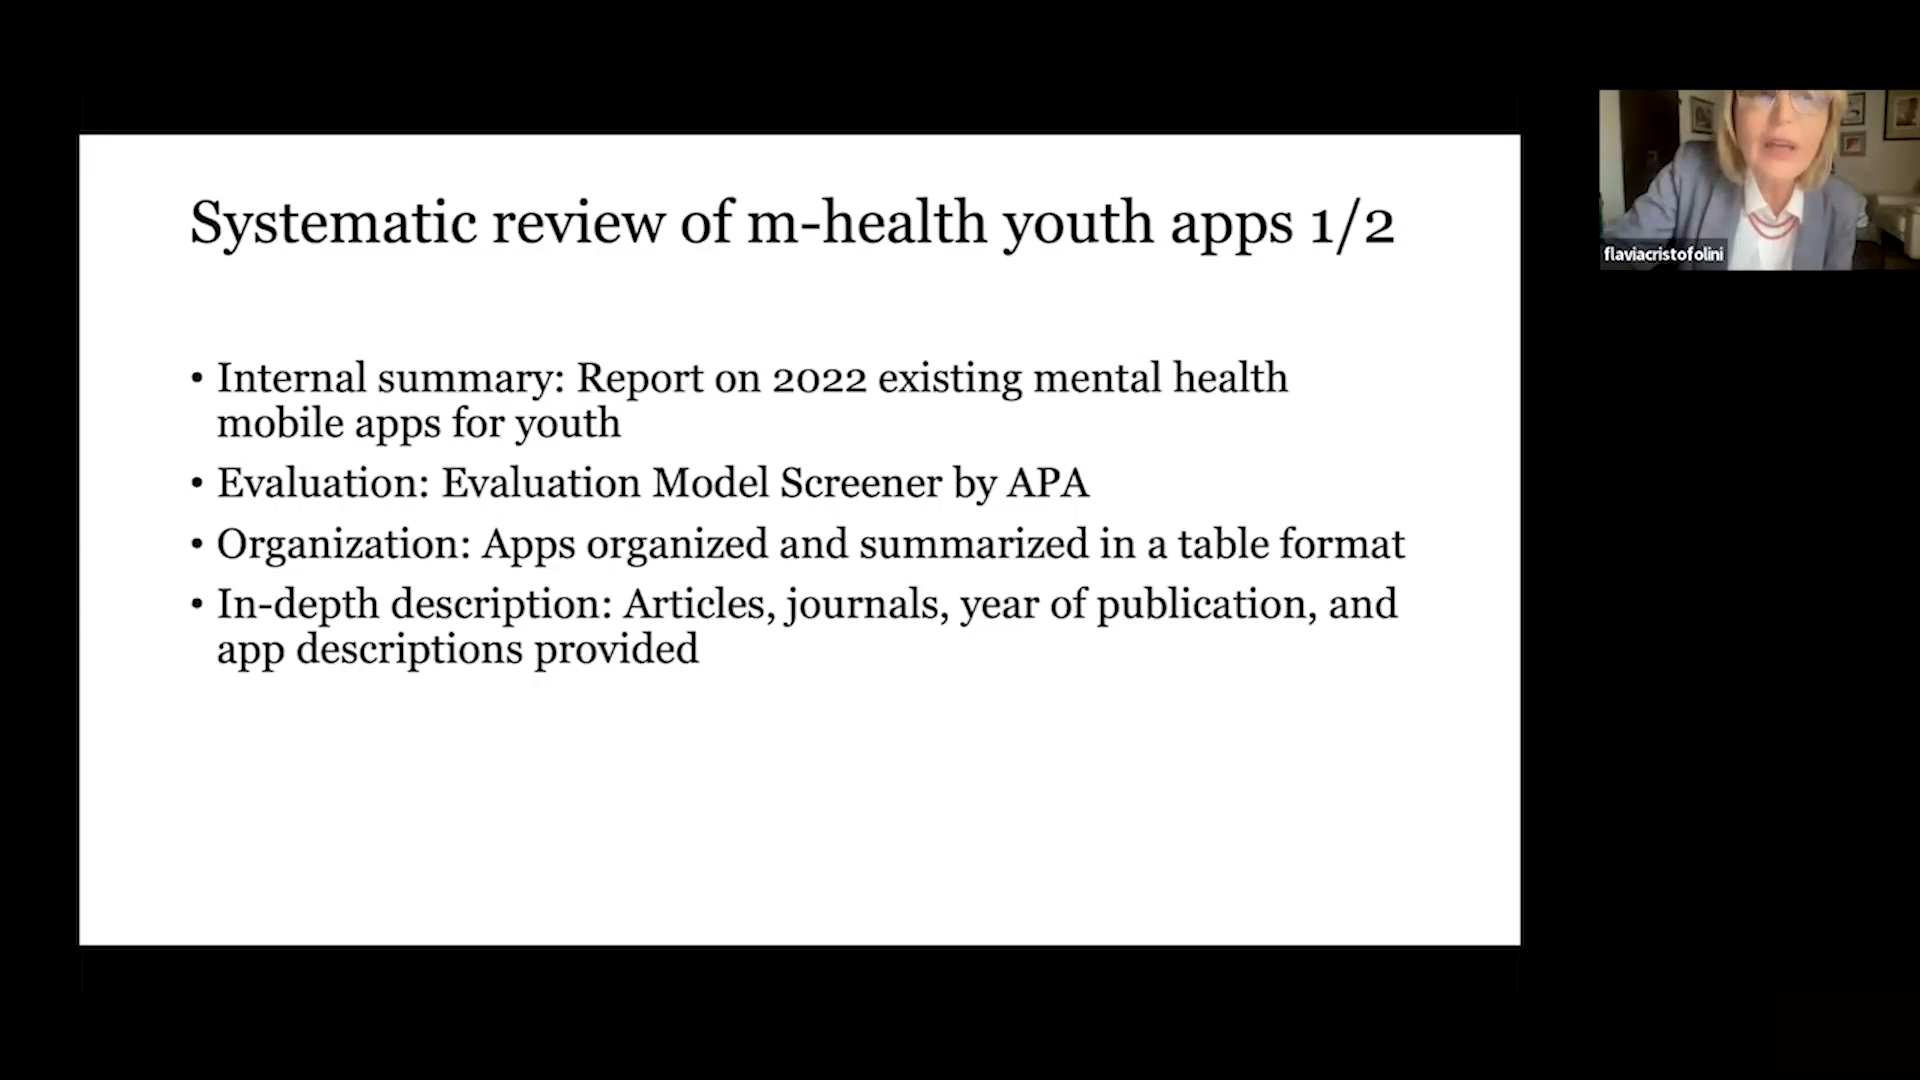 Systematic review of m-health youth apps 1/2
• Internal summary: Report on 2022 existing mental health
mobile apps for youth
• Evaluation: Evaluation Model Screener by APA
• Organization: Apps organized and summarized in a table format
• In-depth description: Articles, journals, year of publication, and
app descriptions provided
flaviacristofolini